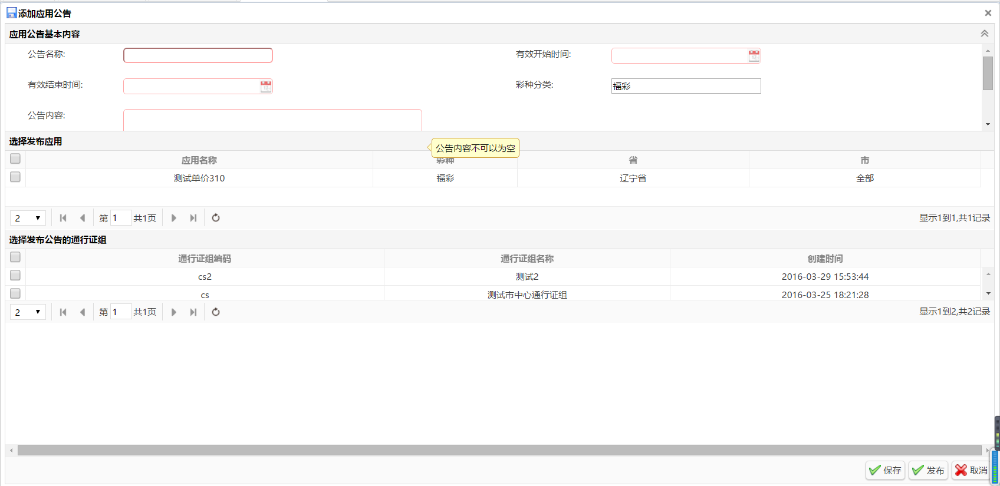 添加应用公告
应用公告基本内容
公告名称:
有效开始时间:
有效结束时间:
彩种分类:
福彩
公告内容:
选择发布应用
公告内容不可以为空
应用名称 彩种 省 市
测试单价310 福彩 辽宁省 全部
2 第 1 共1页 显示1到1,共1记录
选择发布公告的通行证组
通行证组编码 通行证组名称 创建时间
cs2 测试2 2016-03-29 15:53:44
cs 测试市中心通行证组 2016-03-25 18:21:28
2 第 1 共1页 显示1到2,共2记录
保存 发布 取消